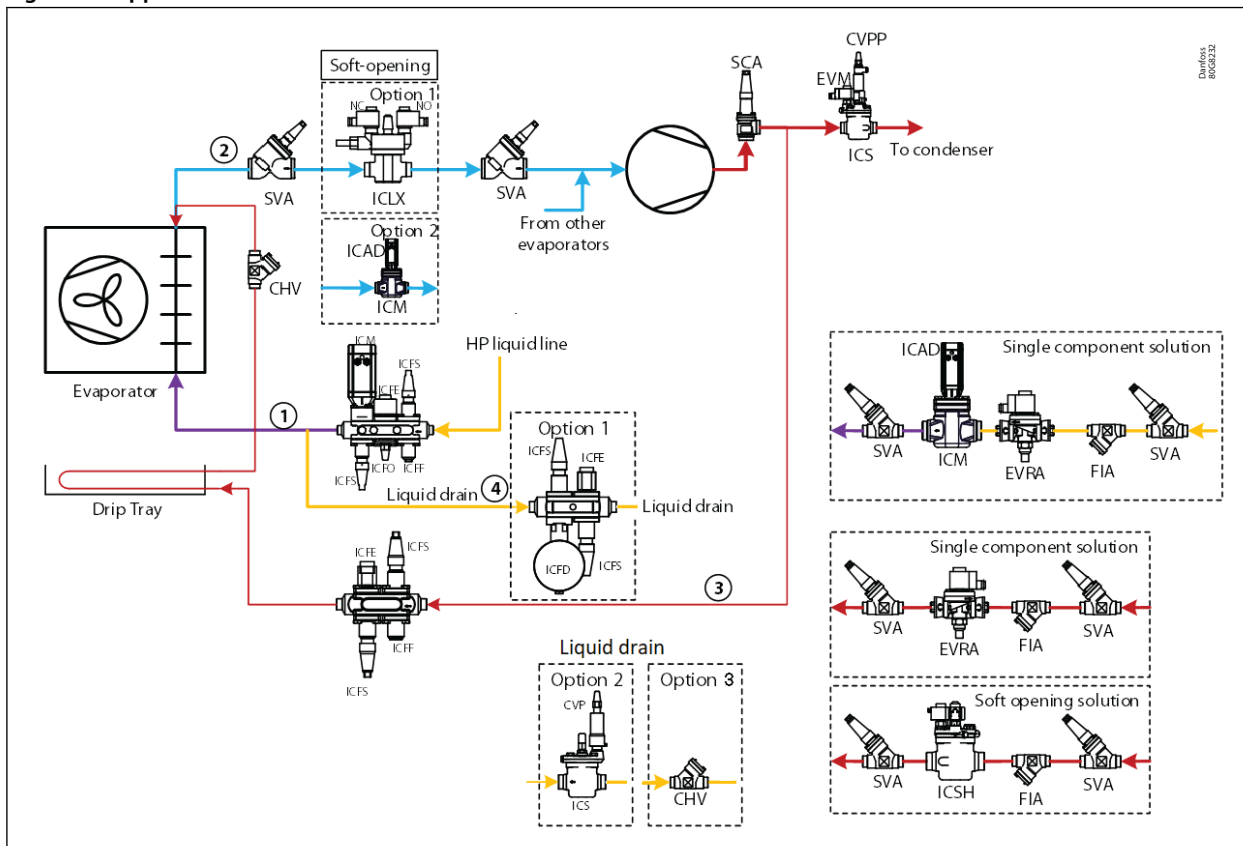 Soft-opening
Option 1
NC
NO
ICLX
Option 2
ICAD
ICM
2
SVA
SVA
From other
evaporators
SCA
CVPP
EVM
ICS
To condenser
Danfoss
80G8232
CHV
Evaporator
Drip Tray
1
ICM
ICFE
ICFS
ICFS
ICFO
ICFF
HP liquid line
Liquid drain
4
Option 1
ICFS
ICFE
ICFD
ICFS
Liquid drain
3
ICFE
ICFS
ICFF
ICFS
Liquid drain
Option 2
CVP
ICS
Option 3
CHV
Single component solution
ICAD
SVA
ICM
EVRA
FIA
SVA
Single component solution
SVA
EVRA
FIA
SVA
Soft opening solution
SVA
ICSH
FIA
SVA